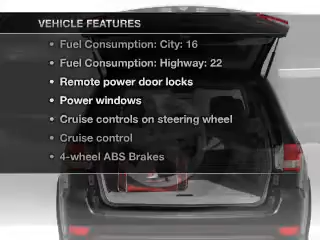 VEHICLE FEATURES
• Fuel Consumption: City: 16
• Fuel Consumption: Highway: 22
• Remote power door locks
• Power windows
• Cruise controls on steering wheel
• Cruise control
• 4-wheel ABS Brakes